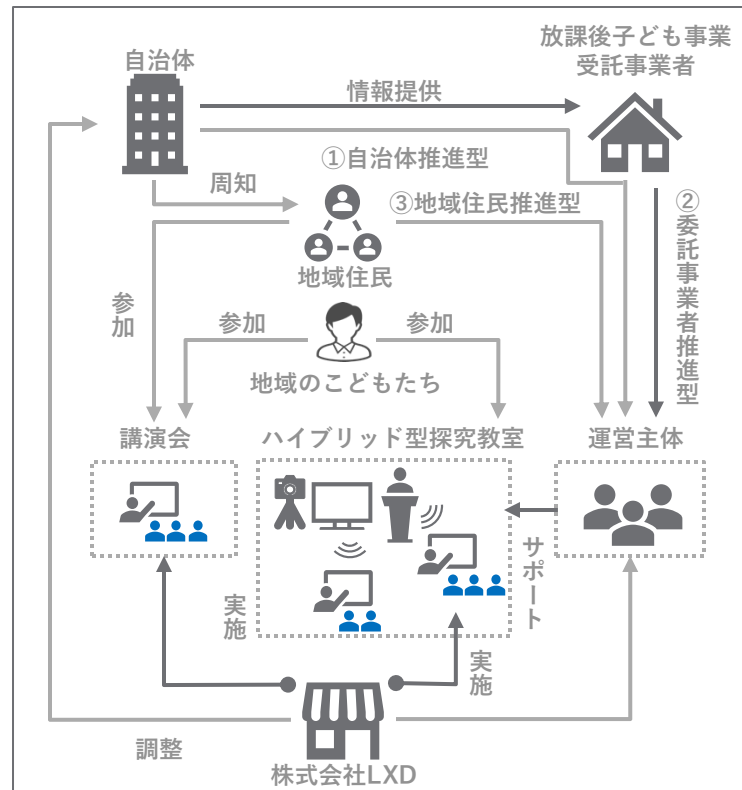 自治体
放課後子ども事業
受託事業者
情報提供
①自治体推進型
周知
③地域住民推進型
②委託事業者推進型
地域住民
参加
参加
参加
地域のこどもたち
講演会
ハイブリッド型探究教室
運営主体
サポート
実施
実施
調整
株式会社LXD